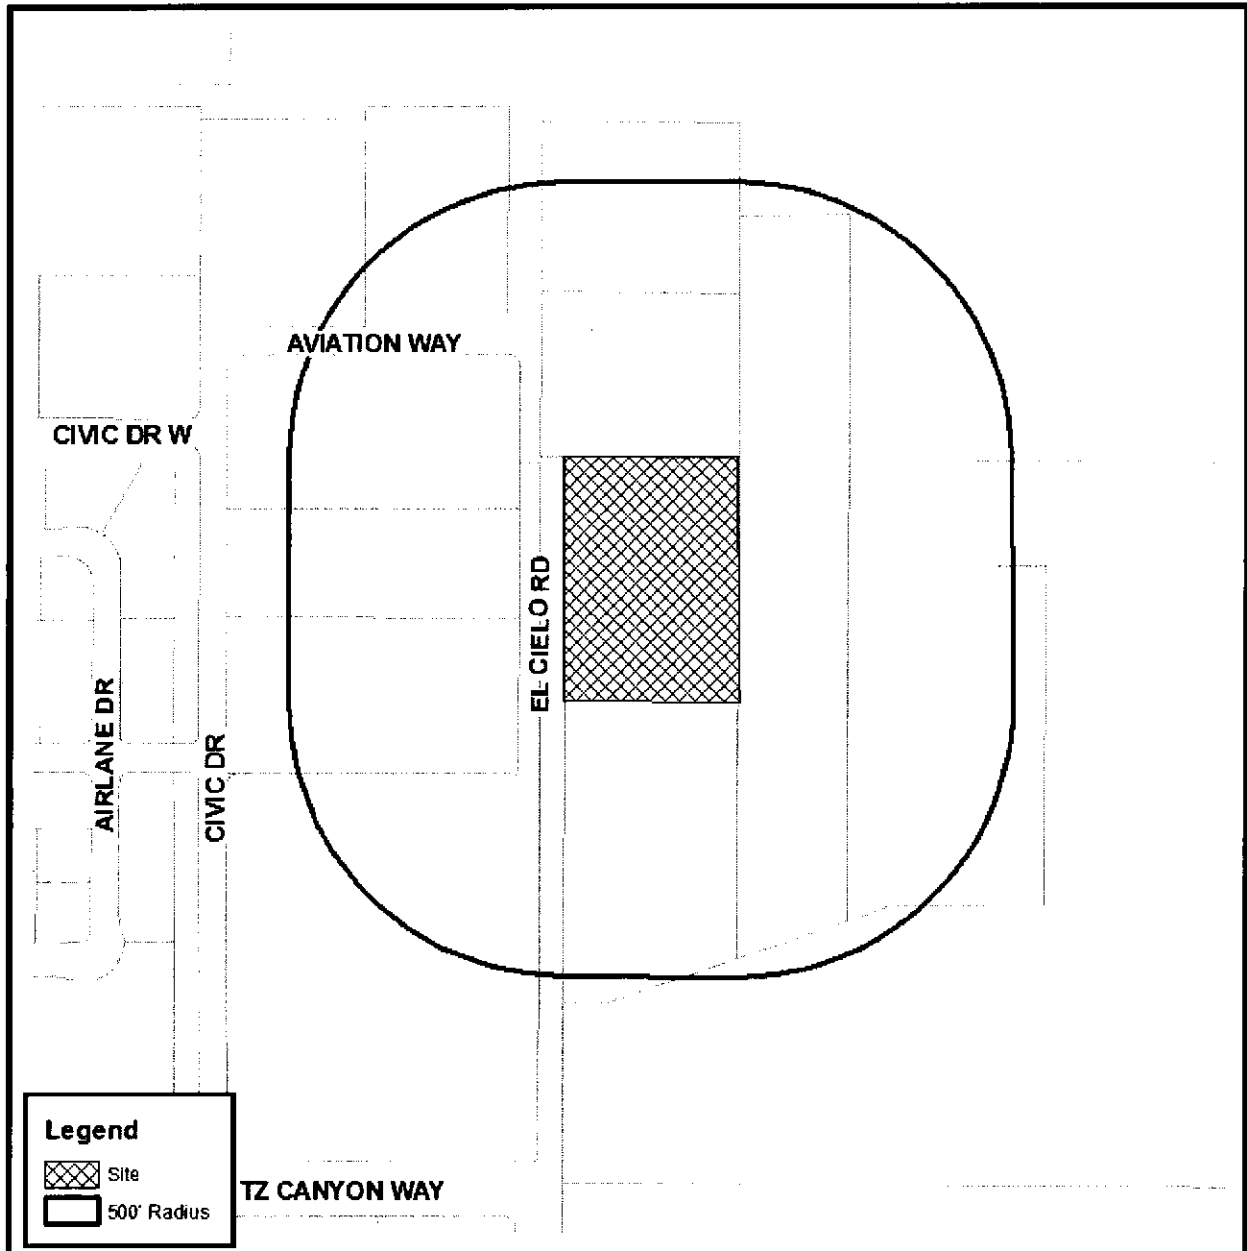 AVIATION WAY
CIVIC DR W
EL CIELO RD
AIRLANE DR
CIVIC DR
Legend
Site
500' Radius
TZ CANYON WAY